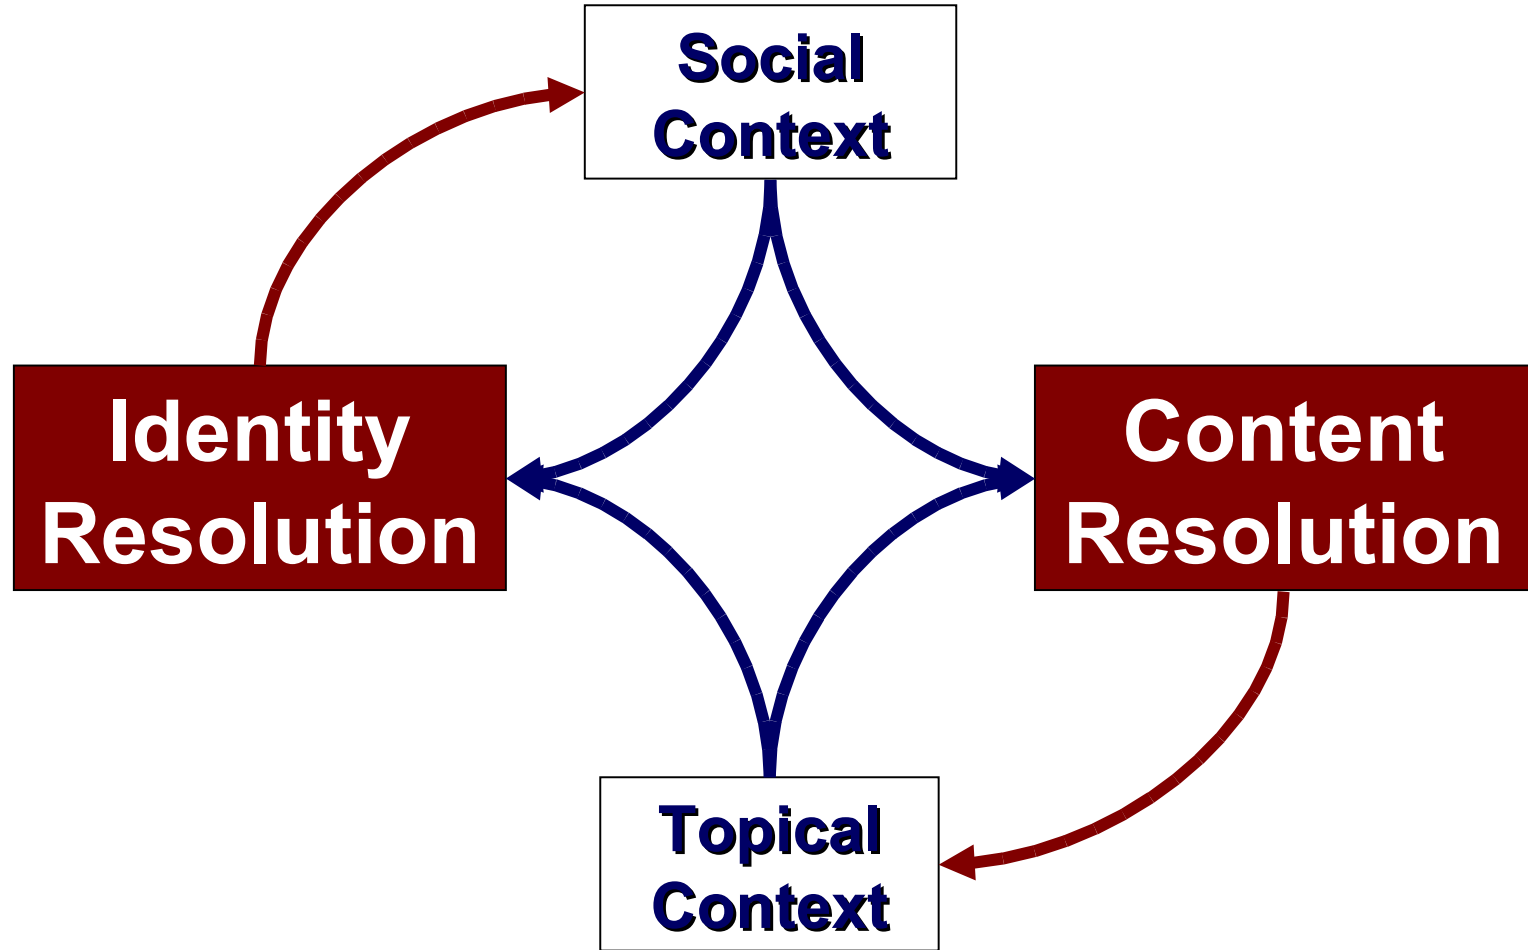 Social
Context
Identity
Resolution
Content
Resolution
Topical
Context